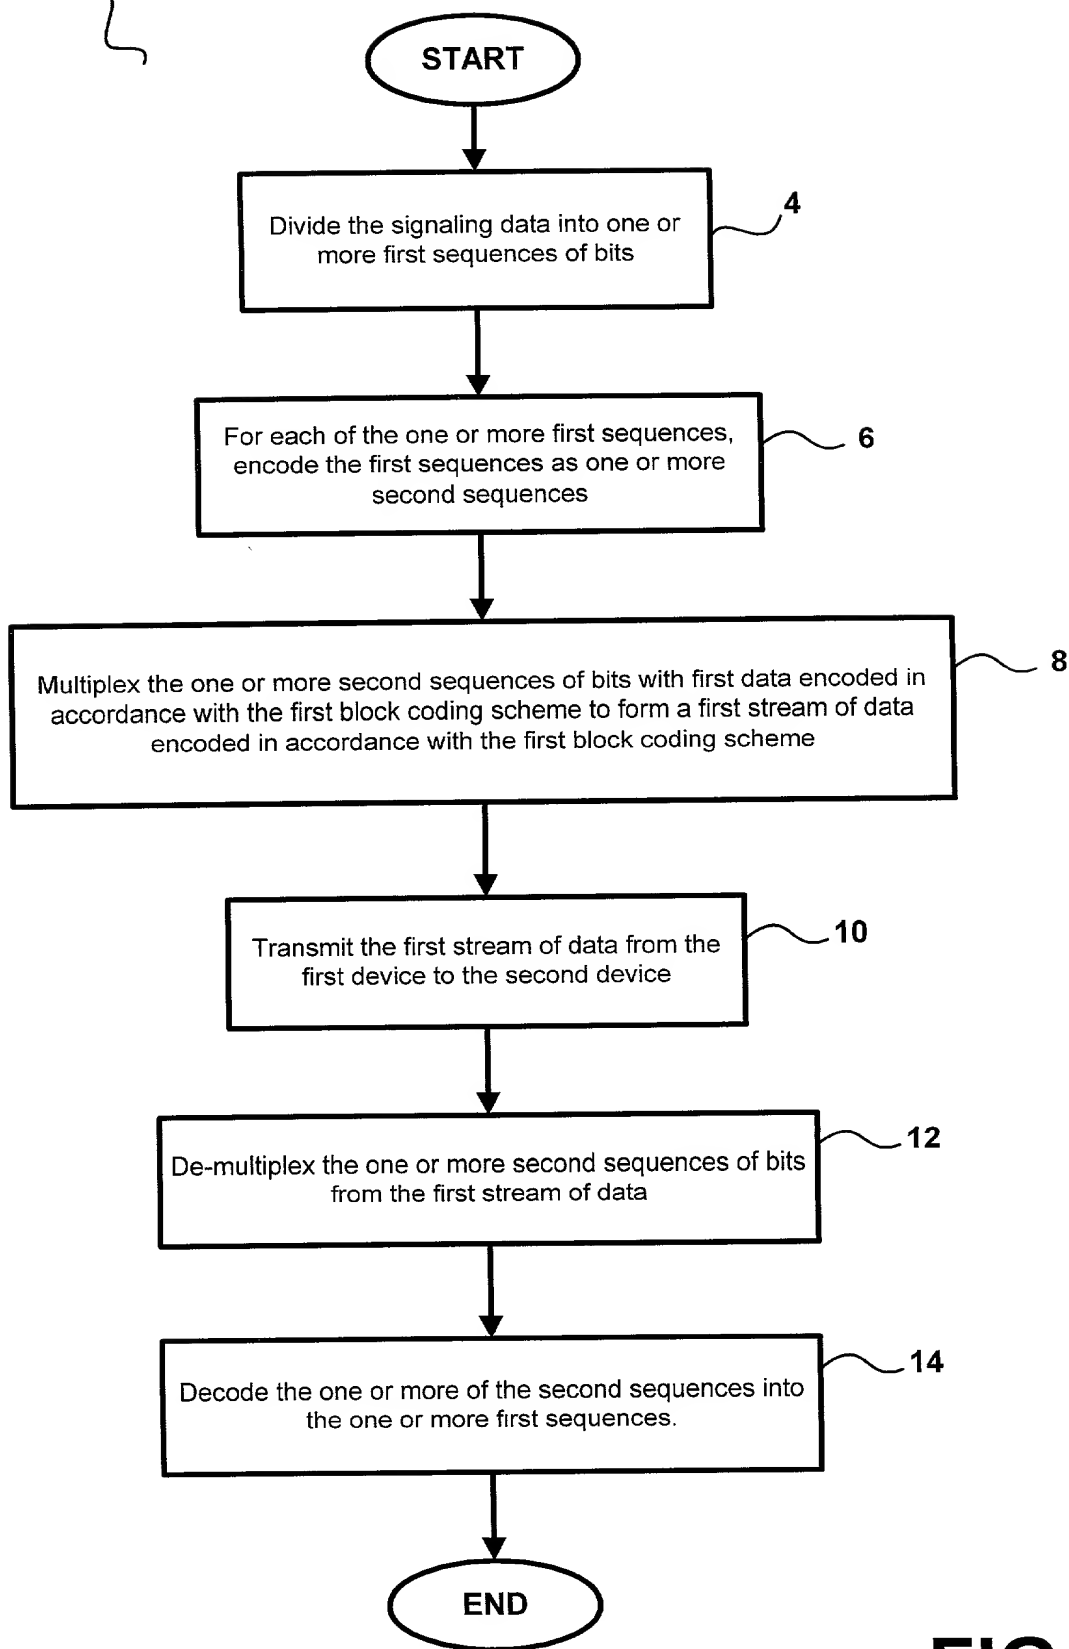 START
Divide the signaling data into one or
more first sequences of bits
4
For each of the one or more first sequences,
encode the first sequences as one or more
second sequences
6
Multiplex the one or more second sequences of bits with first data encoded in
accordance with the first block coding scheme to form a first stream of data
encoded in accordance with the first block coding scheme
8
Transmit the first stream of data from the
first device to the second device
10
De-multiplex the one or more second sequences of bits
from the first stream of data
12
Decode the one or more of the second sequences into
the one or more first sequences.
14
END